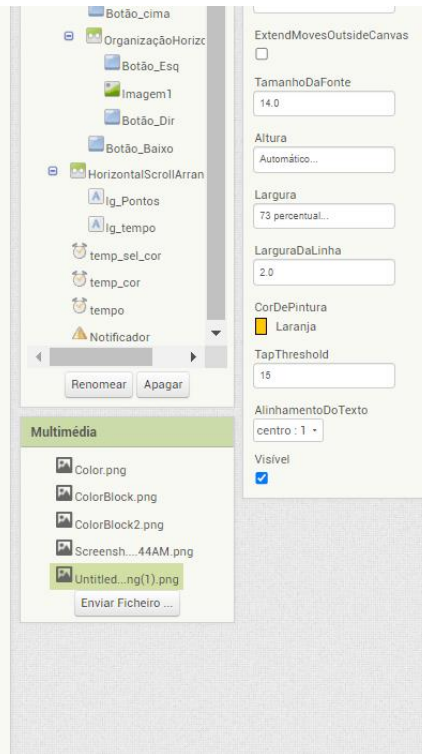 Botão_cima
OrganizaçãoHorizc
Botão_Esq
Imagem1
Botão_Dir
Botão_Baixo
HorizontalScrollArran
A lg_Pontos
A lg_tempo
temp_sel_cor
temp_cor
tempo
Notificador
Renomear Apagar
Multimédia
Color.png
ColorBlock.png
ColorBlock2.png
Screensh....44AM.png
Untitled...ng(1).png
Enviar Ficheiro ...
ExtendMovesOutsideCanvas
TamanhoDaFonte
14.0
Altura
Automático...
Largura
73 percentual...
LarguraDaLinha
2.0
CorDePintura
Laranja
TapThreshold
15
AlinhamentoDoTexto
centro : 1
Visível